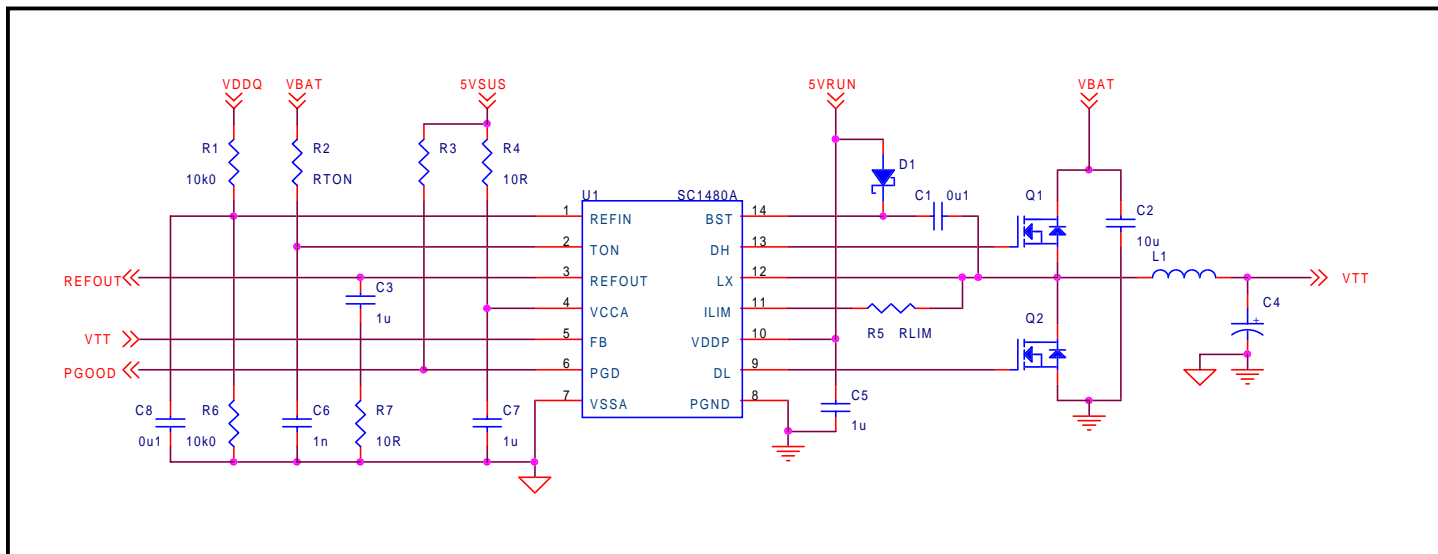 VDDQ VBAT 5VSUS 5VRUN VBAT
R1 R2 R3 R4 D1
10k0 RTON 10R
U1 SC1480A C1 0u1 Q1
1 REFIN BST 14
C2
2 TON DH 13
10u
L1
REFOUT 3 REFOUT LX 12 VTT
C3
1u
4 VCCA ILIM 11
C4
Q2
R5 RLIM
VTT 5 FB VDDP 10
PGOOD 6 PGD DL 9
7 VSSA PGND 8
C8 R6 C6 R7 C7 C5
0u1 10k0 1n 10R 1u 1u